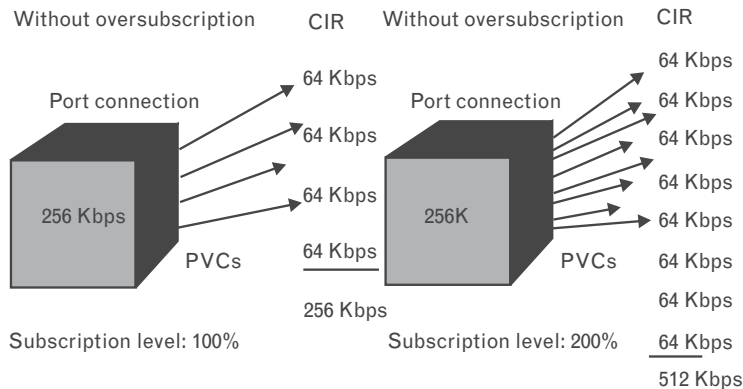 Without oversubscription
CIR
64 Kbps
Port connection
64 Kbps
64 Kbps
256 Kbps
64 Kbps
PVCs
256 Kbps
Subscription level: 100%
Without oversubscription
CIR
64 Kbps
Port connection
64 Kbps
64 Kbps
64 Kbps
256K
64 Kbps
PVCs
64 Kbps
64 Kbps
Subscription level: 200%
64 Kbps
512 Kbps